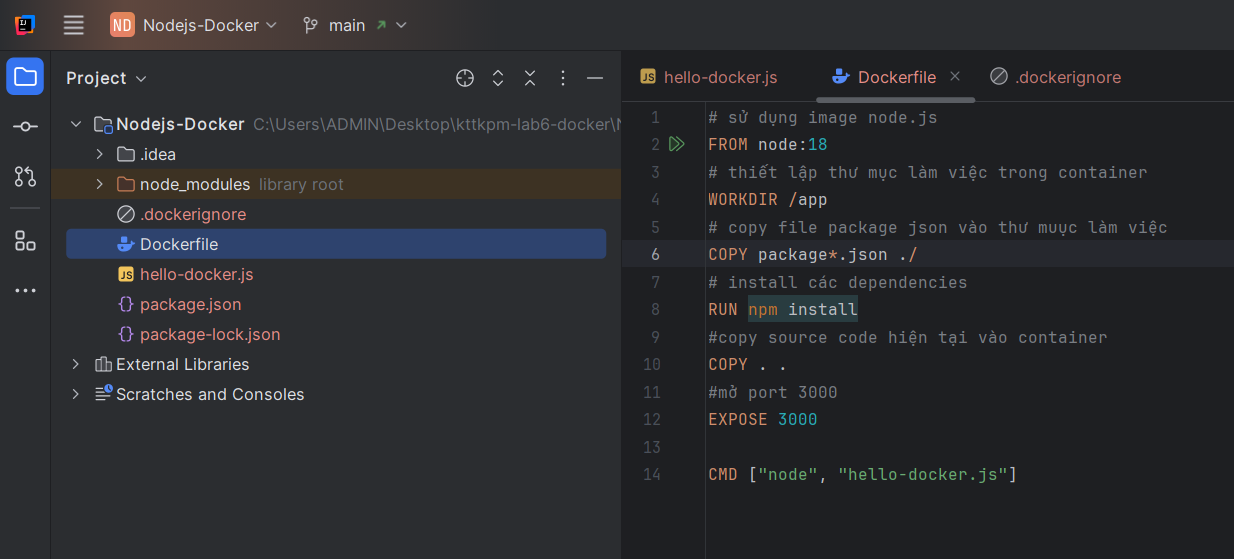 ND Nodejs-Docker main
Project
Nodejs-Docker C:\Users\ADMIN\Desktop\kttkpm-lab6-docker\N
.idea
node_modules library root
.dockerignore
Dockerfile
JS hello-docker.js
package.json
package-lock.json
External Libraries
Scratches and Consoles
JS hello-docker.js Dockerfile .dockerignore
1 # sử dụng image node.js
2 FROM node:18
3 # thiết lập thư mục làm việc trong container
4 WORKDIR /app
5 # copy file package json vào thư muục làm việc
6 COPY package*.json ./
7 # install các dependencies
8 RUN npm install
9 #copy source code hiện tại vào container
10 COPY . .
11 #mở port 3000
12 EXPOSE 3000
13
14 CMD ["node", "hello-docker.js"]